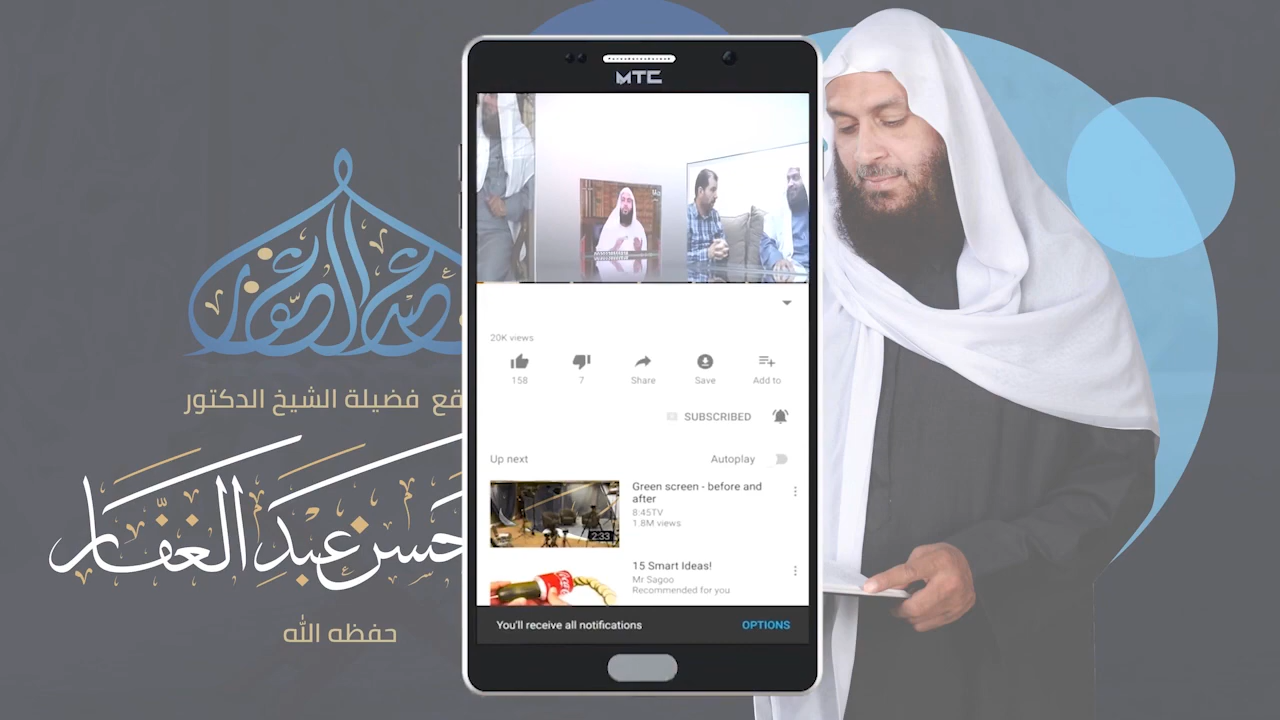 قع فضيلة الشيخ الدكتور
حسن عبد الغفار
حفظه الله
MTC
20K views
158
7
Share
Save
Add to
SUBSCRIBED
Up next
Autoplay
Green screen - before and
after
8:45TV
1.8M views
2:33
15 Smart Ideas!
Mr Sagoo
Recommended for you
You'll receive all notifications
OPTIONS